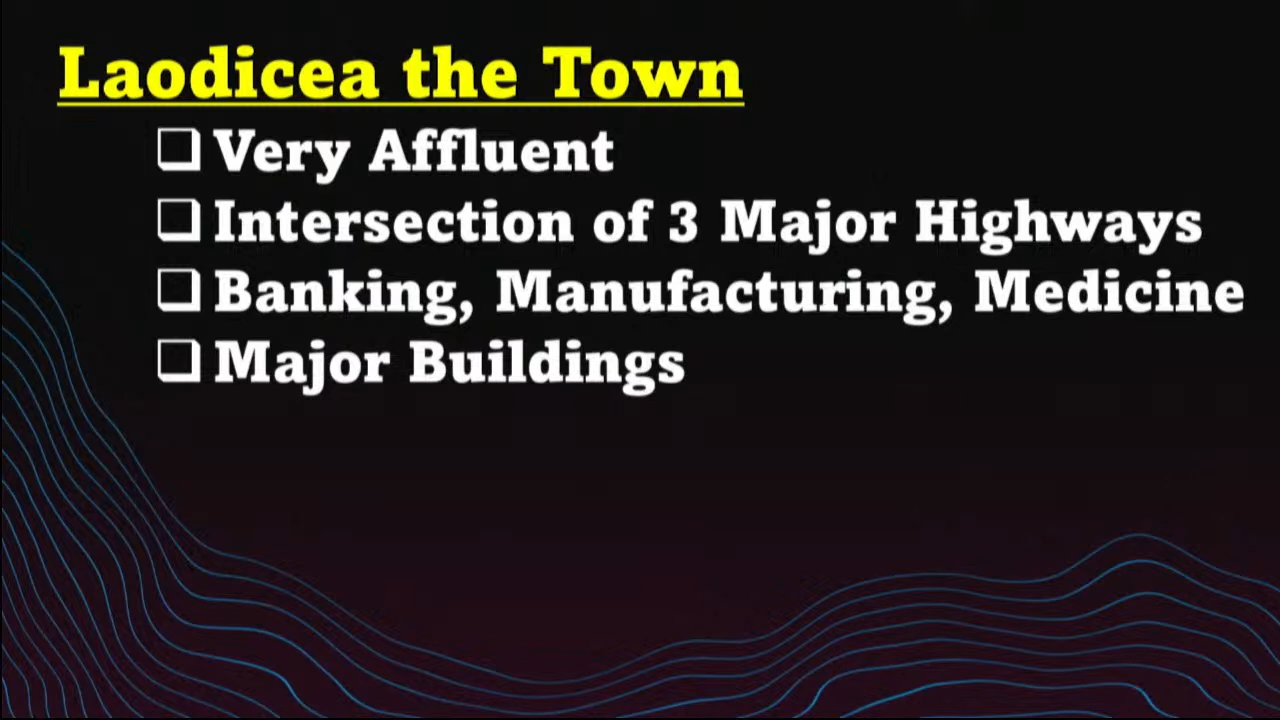 Laodicea the Town
❑ Very Affluent
❑ Intersection of 3 Major Highways
❑ Banking, Manufacturing, Medicine
❑ Major Buildings